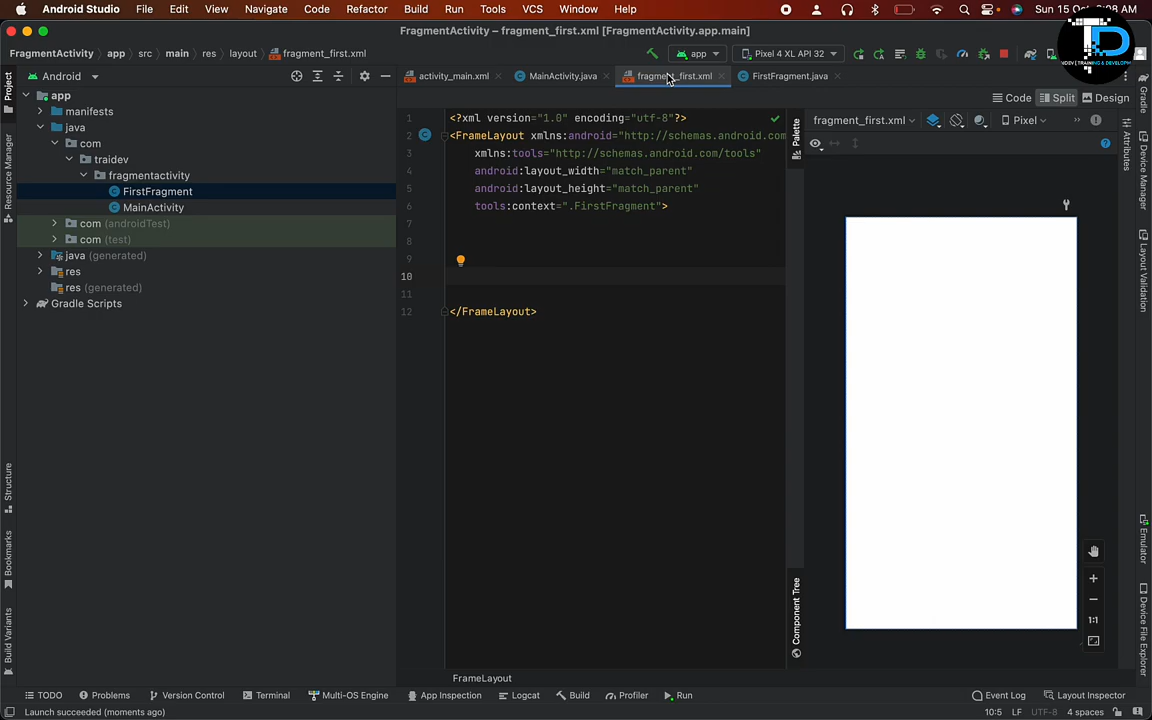 Android Studio File Edit View Navigate Code Refactor Build Run Tools VCS Window Help
FragmentActivity – fragment_first.xml [FragmentActivity.app.main]
FragmentActivity app src main res layout fragment_first.xml
app
Pixel 4 XL API 32
Android
activity_main.xml
MainActivity.java
fragment_first.xml
FirstFragment.java
Code Split Design
Project
Resource Manager
Structure
Bookmarks
Build Variants
app
manifests
java
com
traidev
fragmentactivity
FirstFragment
MainActivity
com (androidTest)
com (test)
java (generated)
res
res (generated)
Gradle Scripts
1 <?xml version="1.0" encoding="utf-8"?>
2 <FrameLayout xmlns:android="http://schemas.android.com
3 xmlns:tools="http://schemas.android.com/tools"
4 android:layout_width="match_parent"
5 android:layout_height="match_parent"
6 tools:context=".FirstFragment">
7
8
9
10
11
12 </FrameLayout>
FrameLayout
Palette
Component Tree
fragment_first.xml
Pixel
1:1
Gradle
Attributes
Device Manager
Layout Validation
Emulator
Device File Explorer
TODO Problems Version Control Terminal Multi-OS Engine App Inspection Logcat Build Profiler Run Event Log Layout Inspector
Launch succeeded (moments ago)
10:5 LF UTF-8 4 spaces